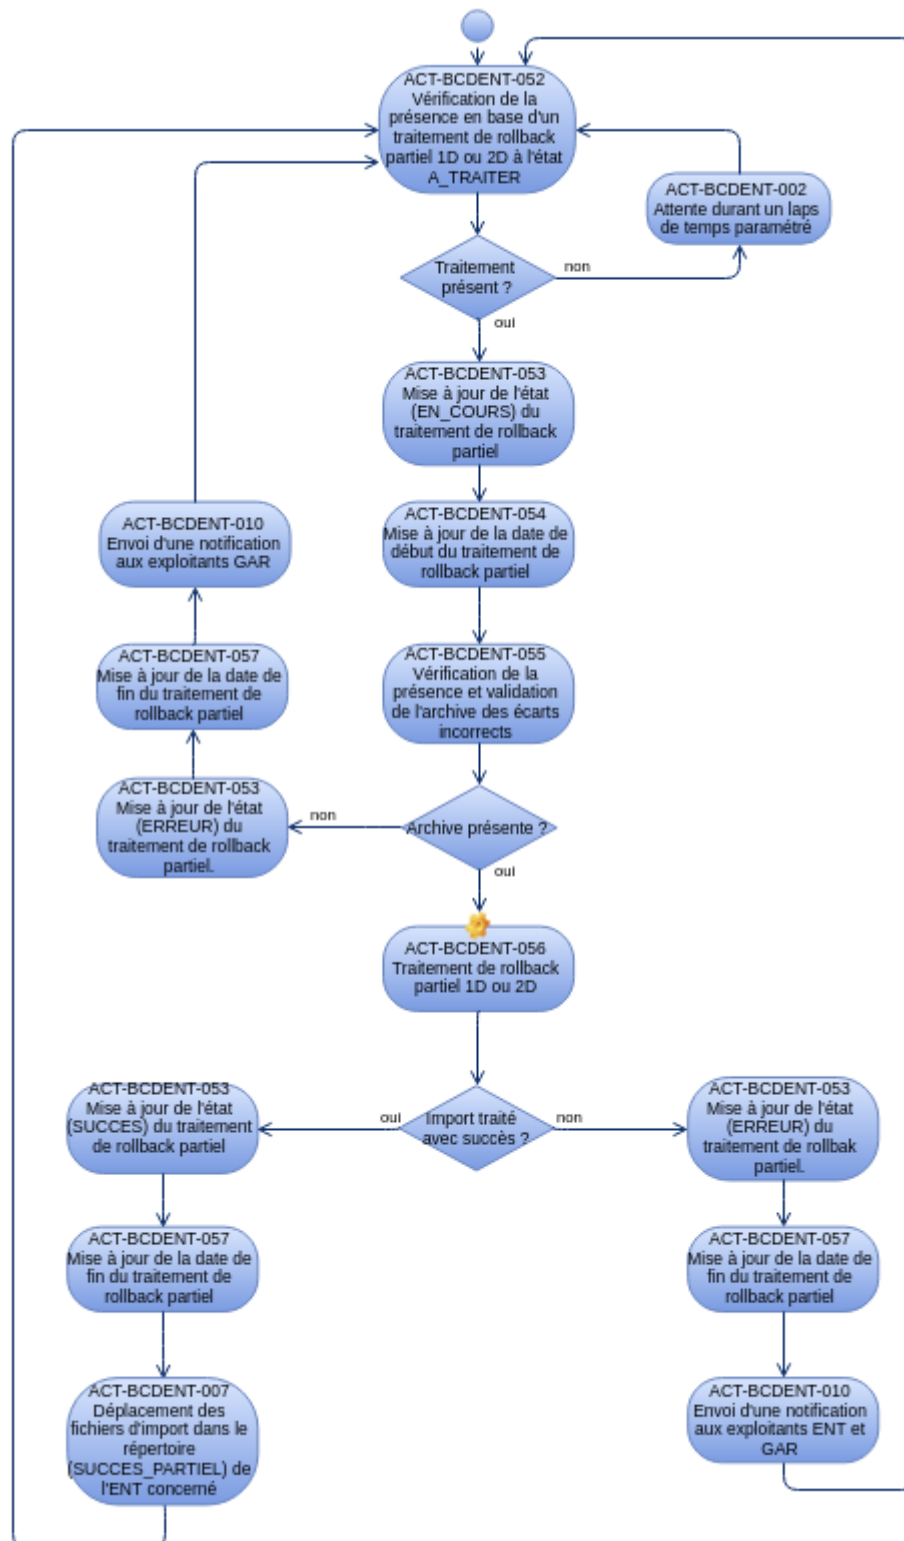 ACT-BCDENT-052
Vérification de la
présence en base d'un
traitement de rollback
partiel 1D ou 2D à l'état
A_TRAITER
ACT-BCDENT-002
Attente durant un laps
de temps paramétré
Traitement
présent ?
non
oui
ACT-BCDENT-053
Mise à jour de l'état
(EN_COURS) du
traitement de rollback
partiel
ACT-BCDENT-010
Envoi d'une notification
aux exploitants GAR
ACT-BCDENT-054
Mise à jour de la date de
début du traitement de
rollback partiel
ACT-BCDENT-057
Mise à jour de la date de
fin du traitement de
rollback partiel
ACT-BCDENT-055
Vérification de la
présence et validation
de l'archive des écarts
incorrects
ACT-BCDENT-053
Mise à jour de l'état
(ERREUR) du
traitement de rollback
partiel.
non
Archive présente ?
oui
ACT-BCDENT-056
Traitement de rollback
partiel 1D ou 2D
ACT-BCDENT-053
Mise à jour de l'état
(SUCCES) du traitement
de rollback partiel
oui
Import traité
avec succès ?
non
ACT-BCDENT-053
Mise à jour de l'état
(ERREUR) du
traitement de rollbak
partiel.
ACT-BCDENT-057
Mise à jour de la date de
fin du traitement de
rollback partiel
ACT-BCDENT-057
Mise à jour de la date de
fin du traitement de
rollback partiel
ACT-BCDENT-007
Déplacement des
fichiers d'import dans le
répertoire
(SUCCES_PARTIEL) de
l'ENT concerné
ACT-BCDENT-010
Envoi d'une notification
aux exploitants ENT et
GAR